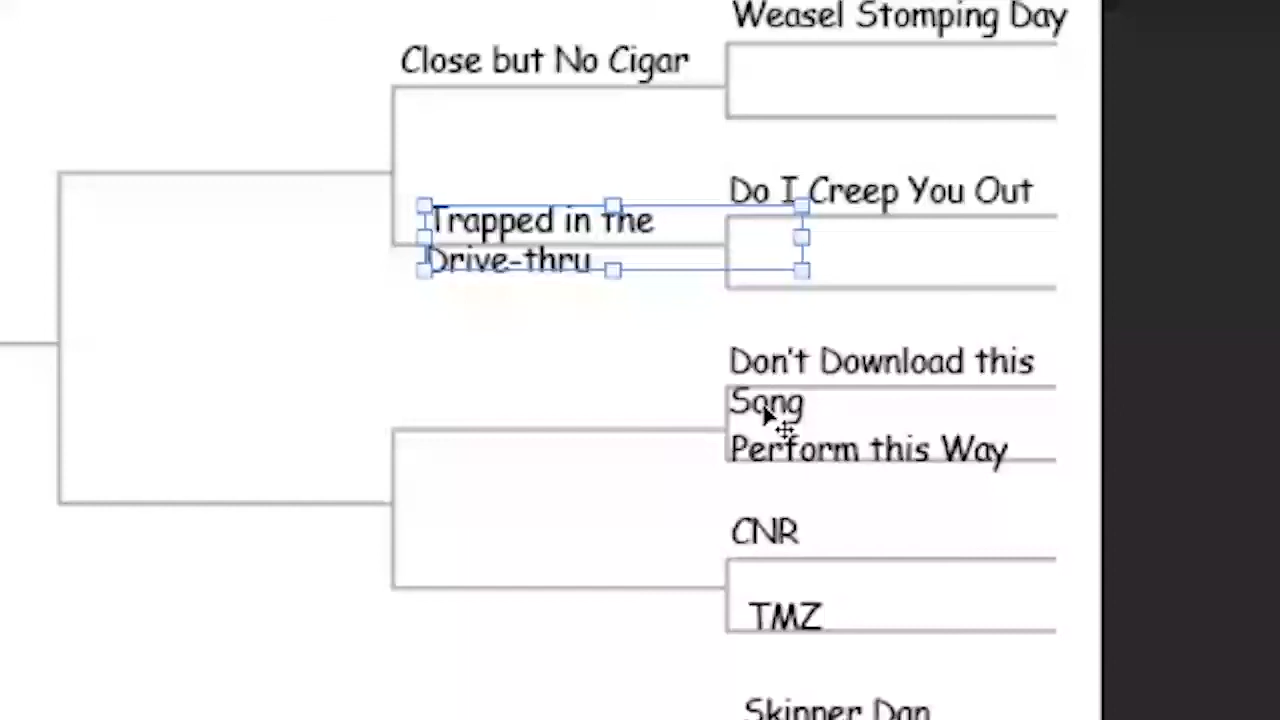 Weasel Stomping Day
Close but No Cigar
Do I Creep You Out
Trapped in the
Drive-thru
Don't Download this
Song
Perform this Way
CNR
TMZ
Skipper Dan